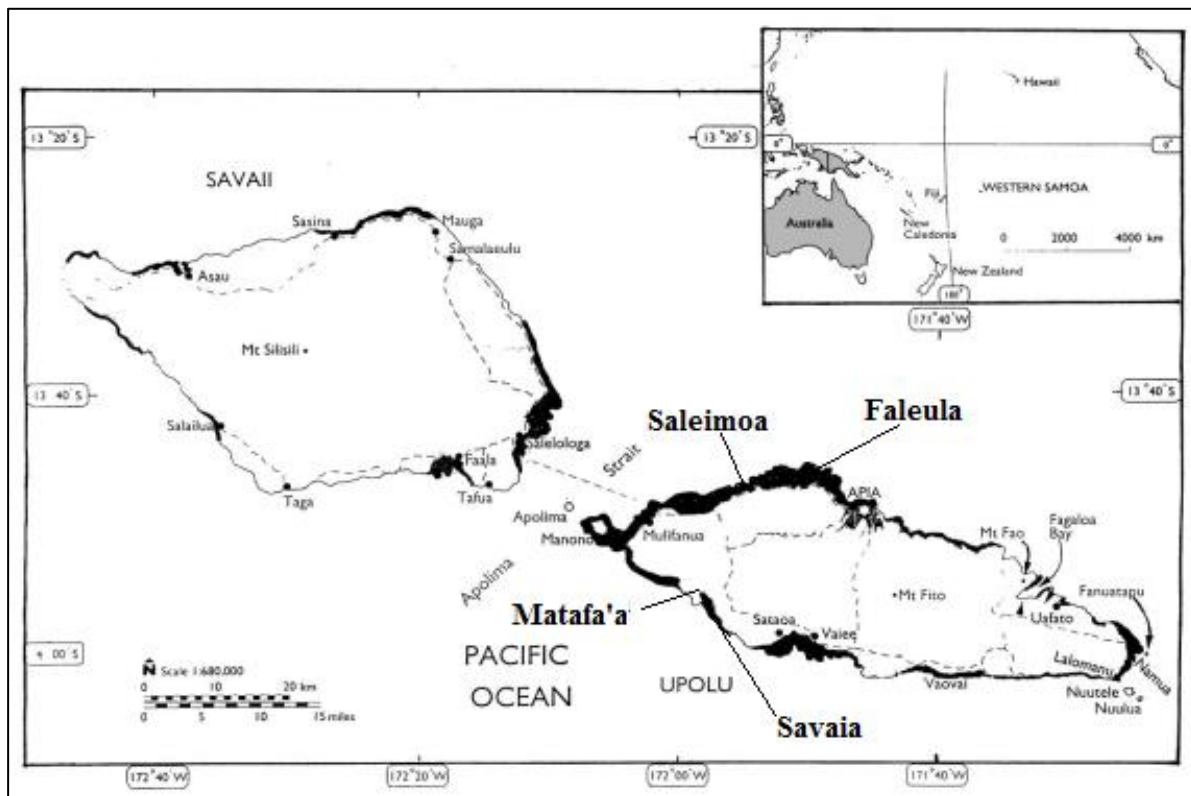 Hawaii
13°20'S
13°20'S
0°
0°
SAVAII
WESTERN SAMOA
Fiji
Sasina
Mauga
Australia
New
Caledonia
0 2000 4000 km
Samalaeulu
Asau
New Zealand
180°
171°40'W
Mt Silisili
13°40'S
13°40'S
Saleimoa
Faleula
Salailua
Salelologa
Strait
Faala
APIA
Taga
Tafua
Apolima
Mt Fao
Fagaloa
Bay
Manono
Mulifanua
Apolima
Fanuatapu
Matafa'a
Mt Fito
Uafato
Sataoa
Vaiee
00'S
PACIFIC
OCEAN
N Scale 1:680,000
0 10 20 km
0 5 10 15 miles
UPOLU
Lalomanu
Namua
Vaovai
Nuutele
Nuulua
Savaia
172°40'W
172°20'W
172°00'W
171°40'W